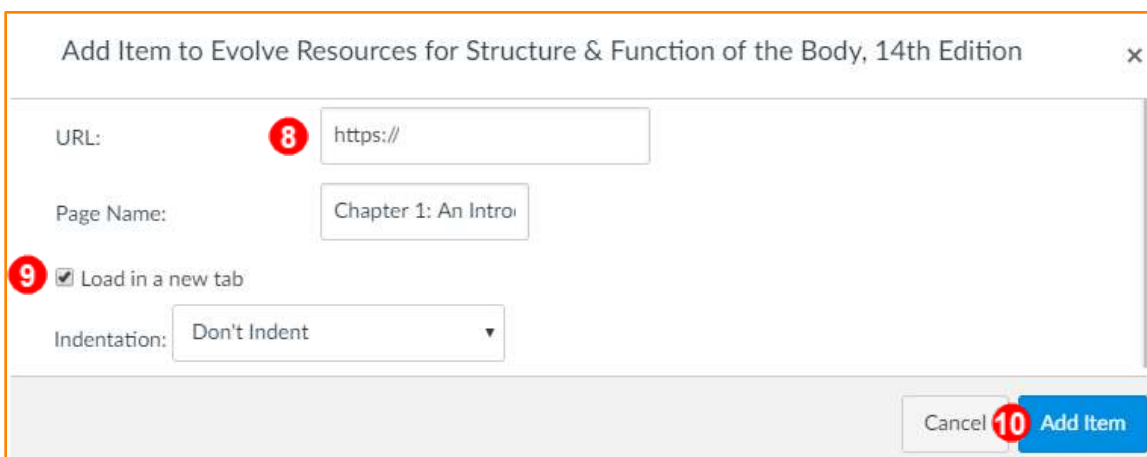 Add Item to Evolve Resources for Structure & Function of the Body, 14th Edition ×
URL: 8 https://
Page Name: Chapter 1: An Intro
9 Load in a new tab
Indentation: Don't Indent
Cancel 10 Add Item